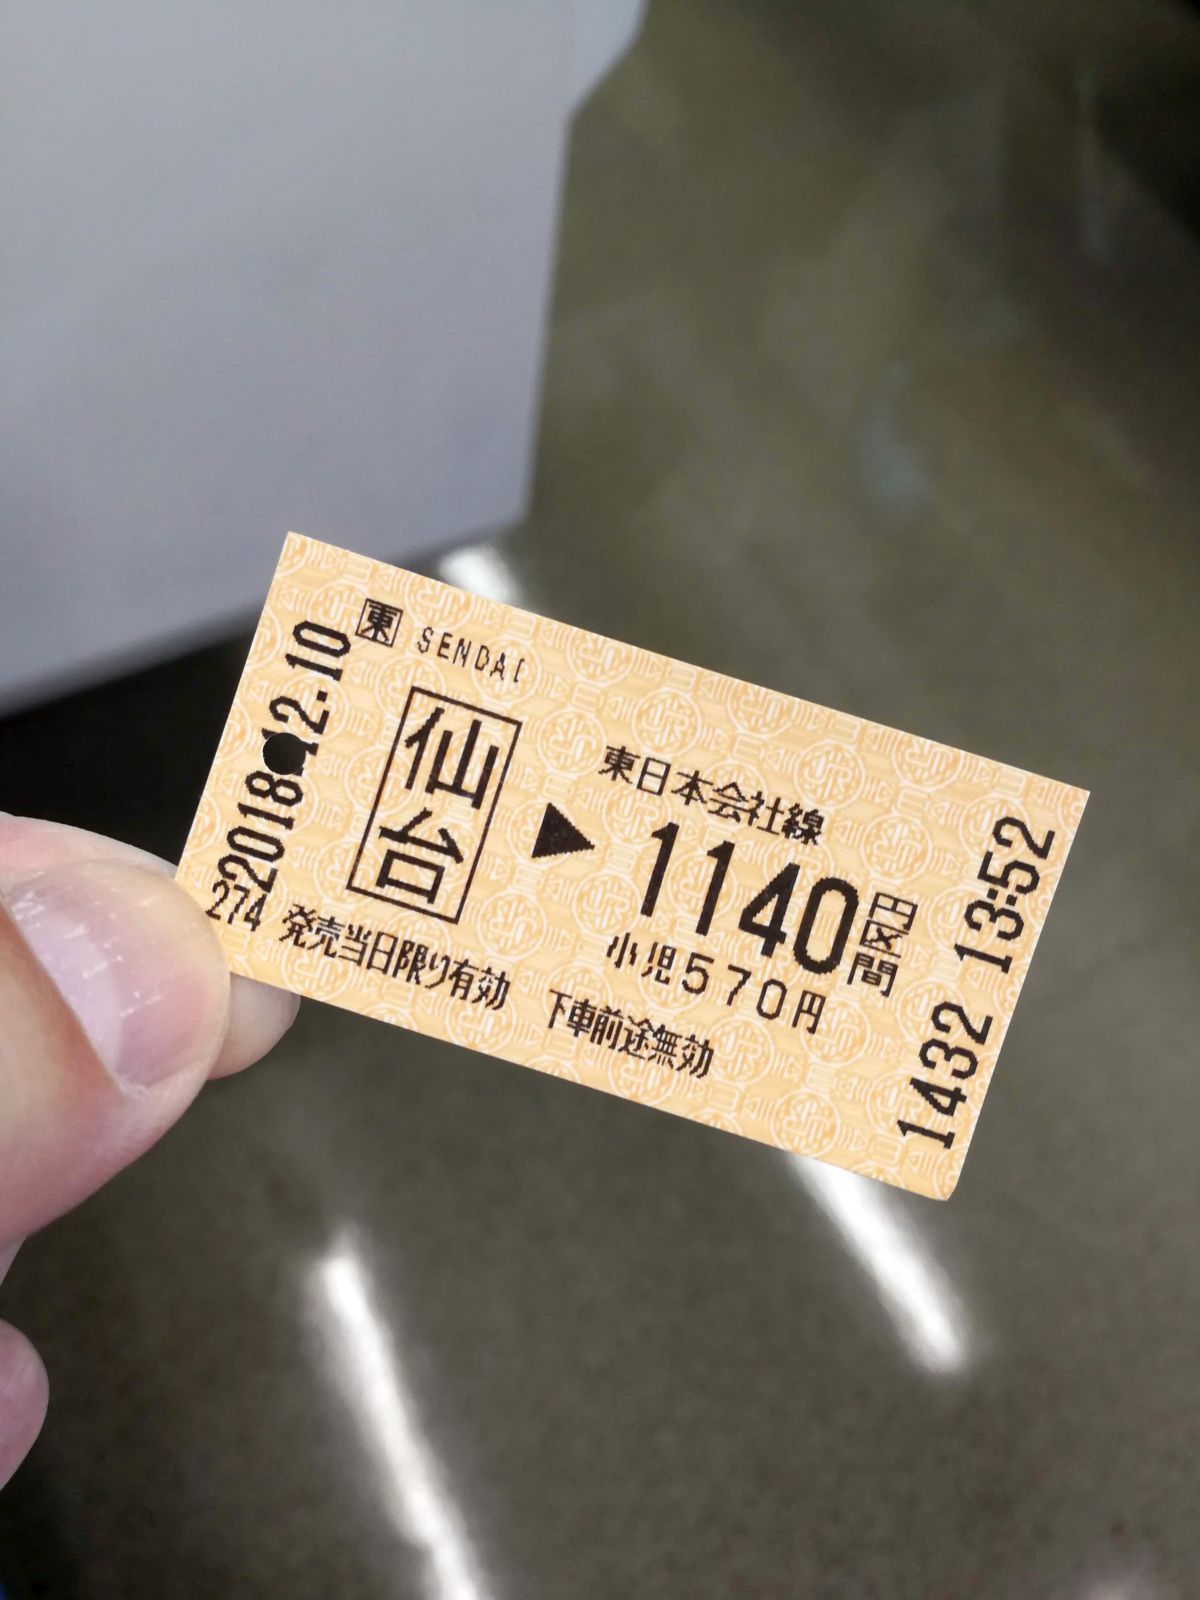 東 SENDAI
仙台
東日本会社線
1140円区間
小児570円
発売当日限り有効 下車前途無効
274
-2018 12.10
1432 13-52